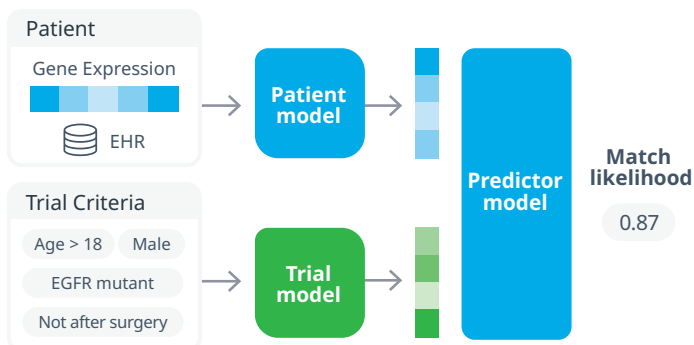 Patient
Gene Expression
EHR
Patient
model
Trial Criteria
Age > 18
Male
EGFR mutant
Not after surgery
Trial
model
Predictor
model
Match
likelihood
0.87